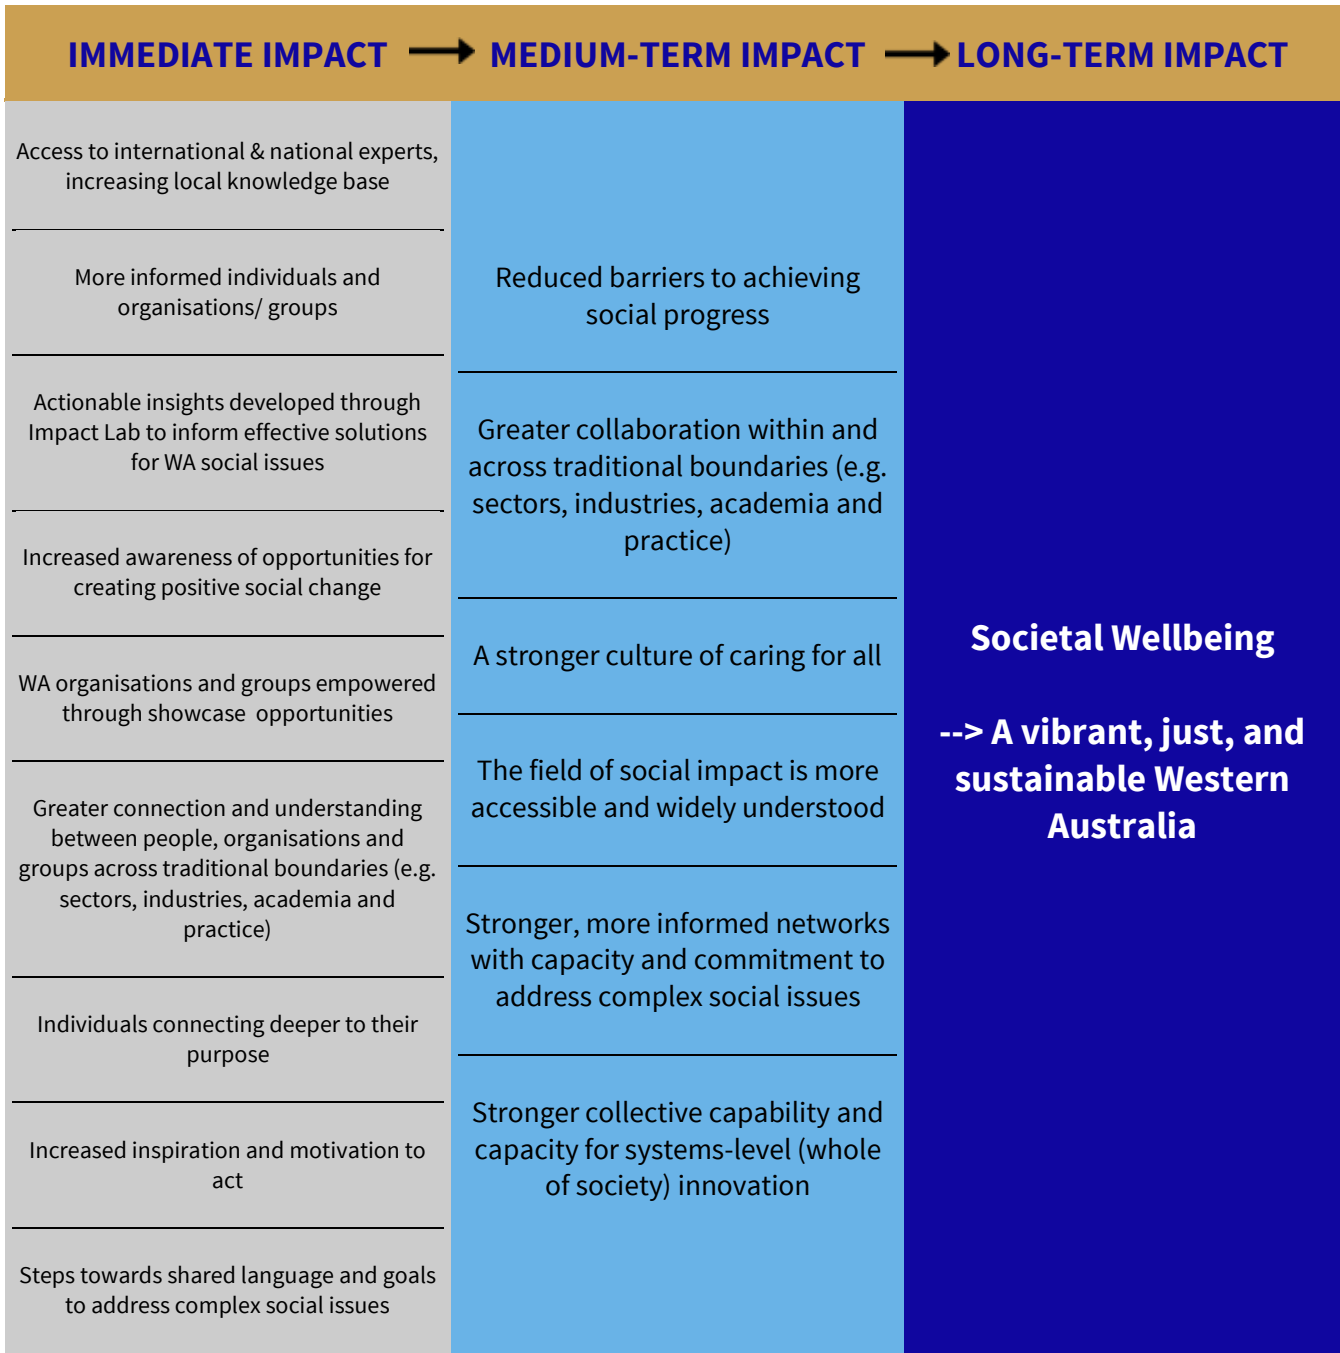 IMMEDIATE IMPACT → MEDIUM-TERM IMPACT → LONG-TERM IMPACT
Access to international & national experts,
increasing local knowledge base
More informed individuals and
organisations/ groups
Actionable insights developed through
Impact Lab to inform effective solutions
for WA social issues
Increased awareness of opportunities for
creating positive social change
WA organisations and groups empowered
through showcase  opportunities
Greater connection and understanding
between people, organisations and
groups across traditional boundaries (e.g.
sectors, industries, academia and
practice)
Individuals connecting deeper to their
purpose
Increased inspiration and motivation to
act
Steps towards shared language and goals
to address complex social issues
Reduced barriers to achieving
social progress
Greater collaboration within and
across traditional boundaries (e.g.
sectors, industries, academia and
practice)
A stronger culture of caring for all
The field of social impact is more
accessible and widely understood
Stronger, more informed networks
with capacity and commitment to
address complex social issues
Stronger collective capability and
capacity for systems-level (whole
of society) innovation
Societal Wellbeing
--> A vibrant, just, and
sustainable Western
Australia